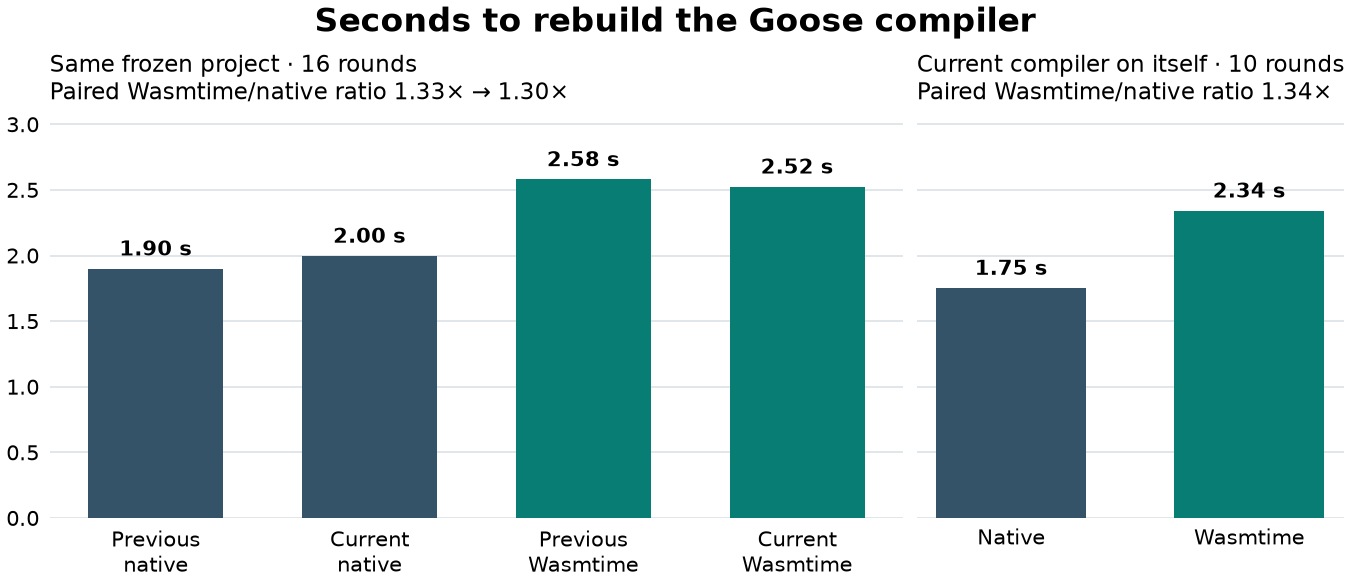 Seconds to rebuild the Goose compiler
Same frozen project · 16 rounds
Paired Wasmtime/native ratio 1.33× → 1.30×
Current compiler on itself · 10 rounds
Paired Wasmtime/native ratio 1.34×
3.0
2.5
2.0
1.5
1.0
0.5
0.0
1.90 s
2.00 s
2.58 s
2.52 s
1.75 s
2.34 s
Previous
native
Current
native
Previous
Wasmtime
Current
Wasmtime
Native
Wasmtime